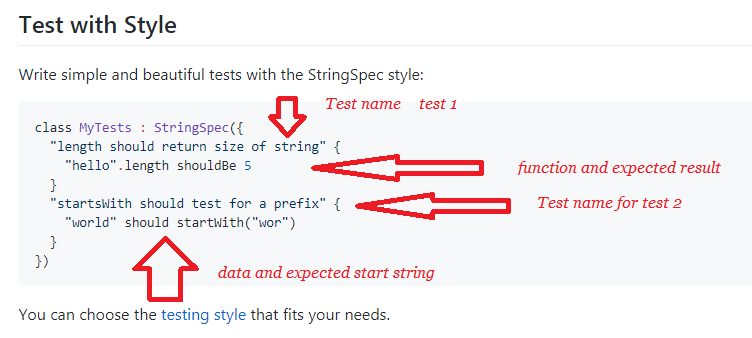 Test with Style
Write simple and beautiful tests with the StringSpec style:
Test name test 1
class MyTests : StringSpec({
"length should return size of string" {
"hello".length shouldBe 5
function and expected result
}
"startsWith should test for a prefix" {
Test name for test 2
"world" should startWith("wor")
}
})
data and expected start string
You can choose the testing style that fits your needs.